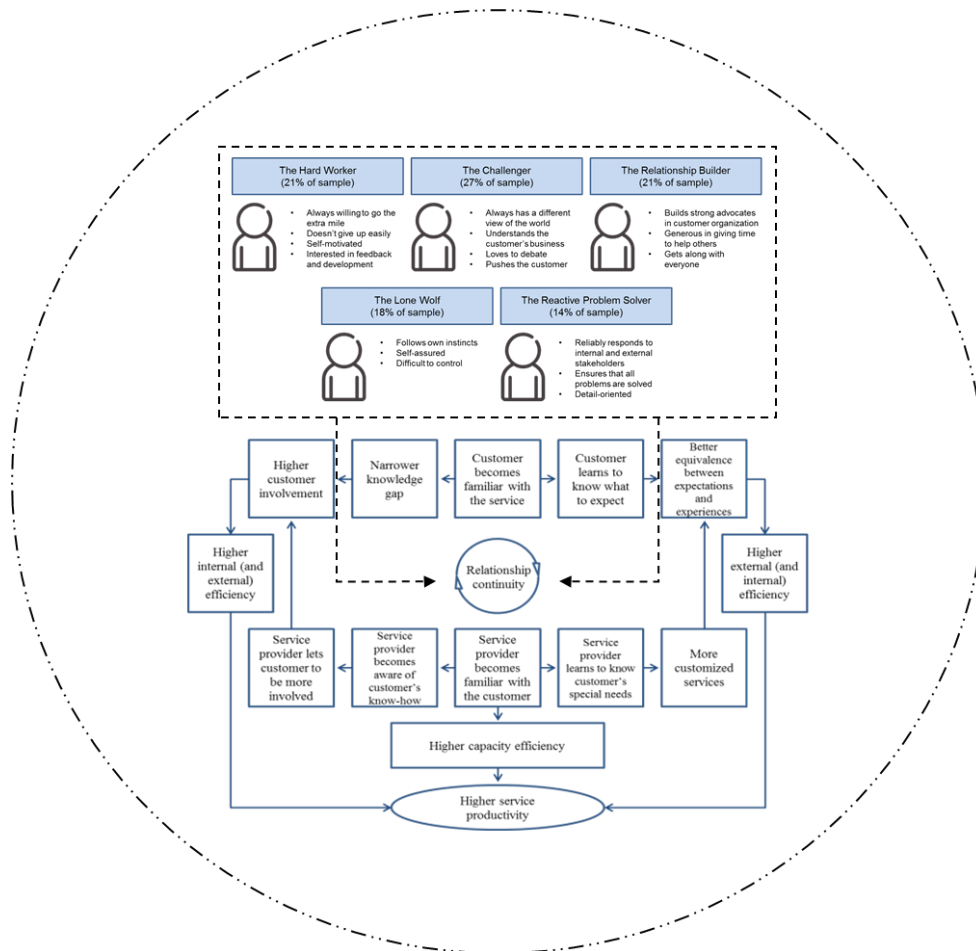 The Hard Worker
(21% of sample)
The Challenger
(27% of sample)
The Relationship Builder
(21% of sample)
• Always willing to go the
extra mile
• Doesn't give up easily
• Self-motivated
• Interested in feedback
and development
• Always has a different
view of the world
• Understands the
customer's business
• Loves to debate
• Pushes the customer
• Builds strong advocates
in customer organization
• Generous in giving time
to help others
• Gets along with
everyone
The Lone Wolf
(18% of sample)
The Reactive Problem Solver
(14% of sample)
• Follows own instincts
• Self-assured
• Difficult to control
• Reliably responds to
internal and external
stakeholders
• Ensures that all
problems are solved
• Detail-oriented
Higher
customer
involvement
Narrower
knowledge
gap
Customer
becomes
familiar with
the service
Customer
learns to
know what
to expect
Better
equivalence
between
expectations
and
experiences
Higher
internal (and
external)
efficiency
Relationship
continuity
Higher
external (and
internal)
efficiency
Service
provider lets
customer to
be more
involved
Service
provider
becomes
aware of
customer's
know-how
Service
provider
becomes
familiar with
the customer
Service
provider
learns to know
customer's
special needs
More
customized
services
Higher capacity efficiency
Higher service
productivity